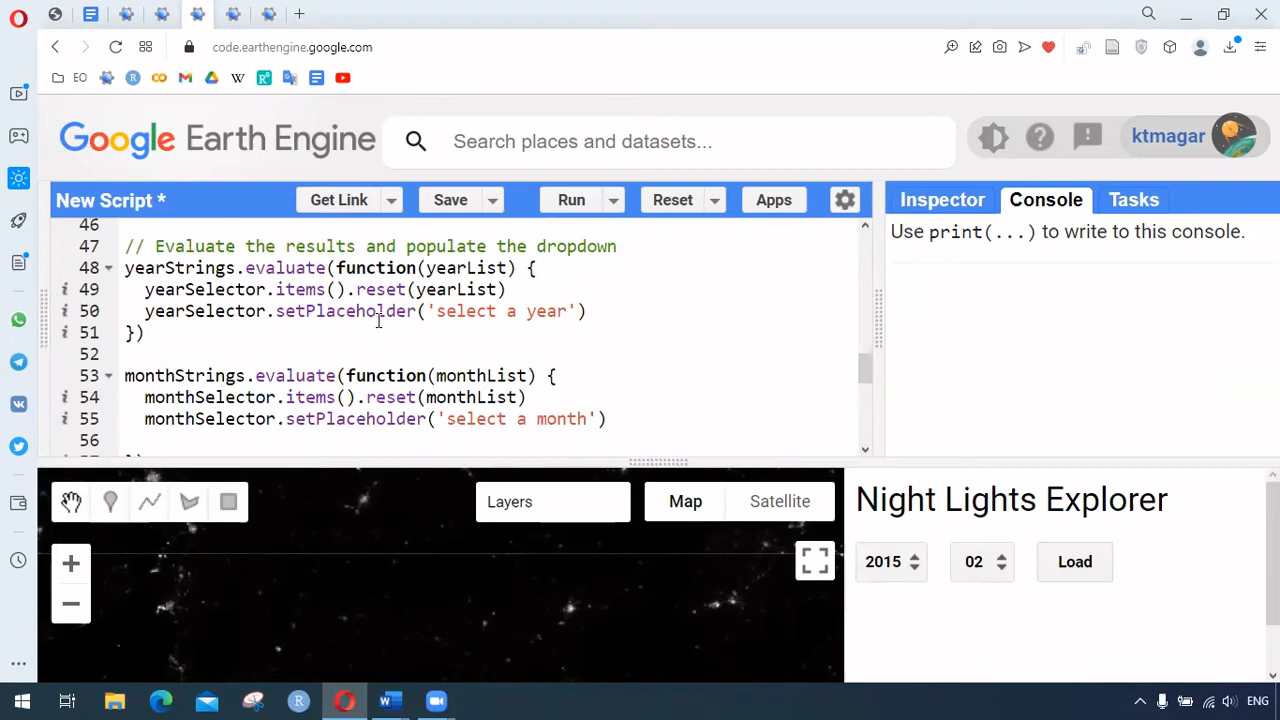 code.earthengine.google.com
EO
Google Earth Engine
Search places and datasets...
ktmagar
New Script *
Get Link
Save
Run
Reset
Apps
Inspector
Console
Tasks
Use print(...) to write to this console.
46
47 // Evaluate the results and populate the dropdown
48 yearStrings.evaluate(function(yearList) {
49 yearSelector.items().reset(yearList)
50 yearSelector.setPlaceholder('select a year')
51 })
52
53 monthStrings.evaluate(function(monthList) {
54 monthSelector.items().reset(monthList)
55 monthSelector.setPlaceholder('select a month')
56
Layers
Map
Satellite
Night Lights Explorer
2015
02
Load
ENG